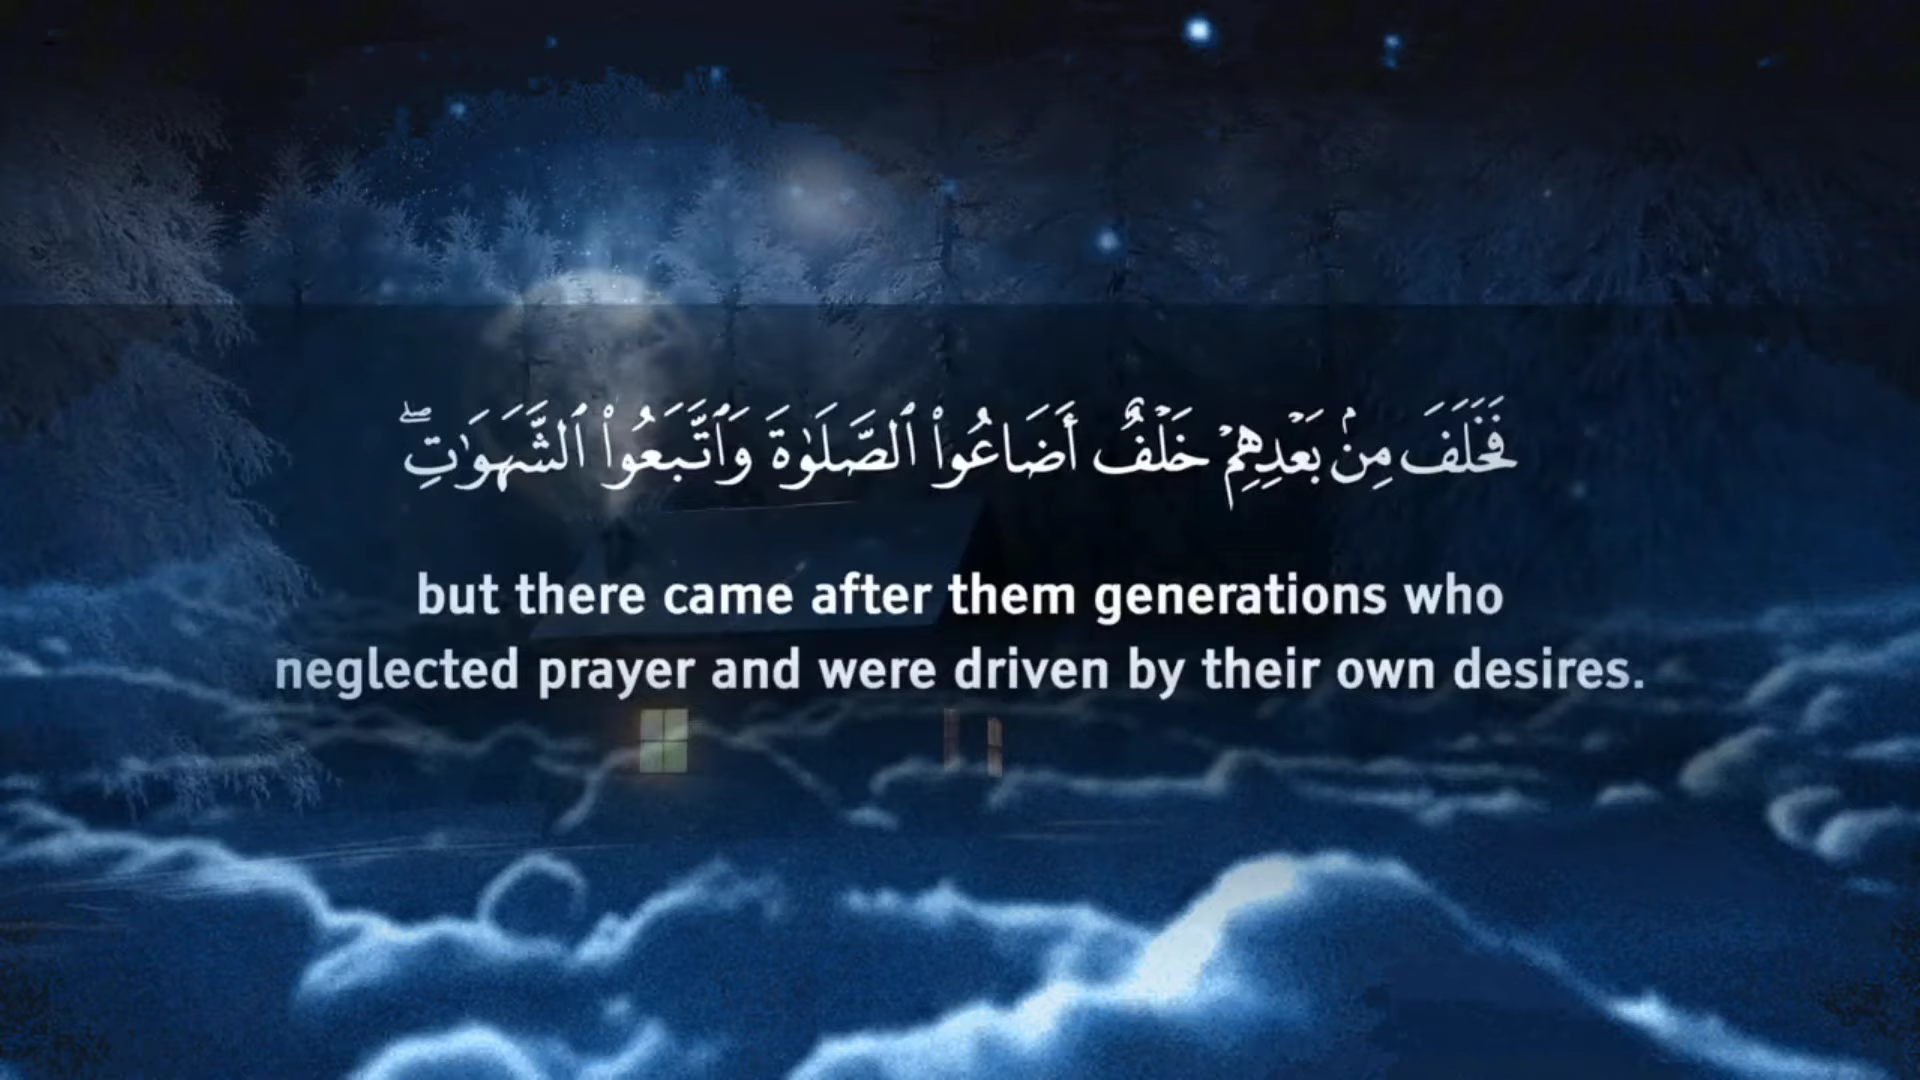 فَخَلَفَ مِنۢ بَعۡدِهِمۡ خَلۡفٌ أَضَاعُواْ ٱلصَّلَوٰةَ وَٱتَّبَعُواْ ٱلشَّهَوَٰتِۖ
but there came after them generations who
neglected prayer and were driven by their own desires.